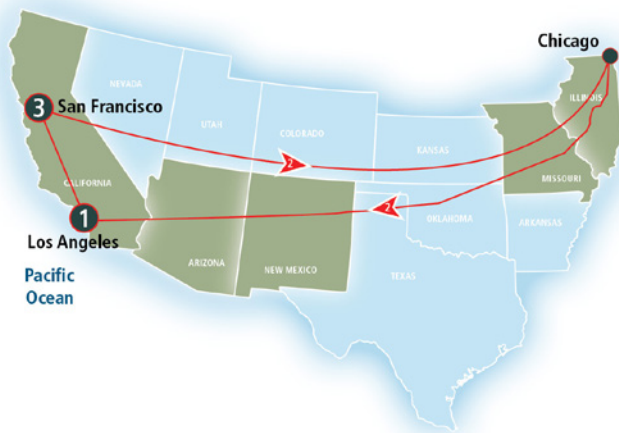 Chicago
3
San Francisco
NEVADA
UTAH
COLORADO
KANSAS
ILLINOIS
MISSOURI
2
CALIFORNIA
1
Los Angeles
2
OKLAHOMA
ARKANSAS
ARIZONA
NEW MEXICO
TEXAS
Pacific
Ocean